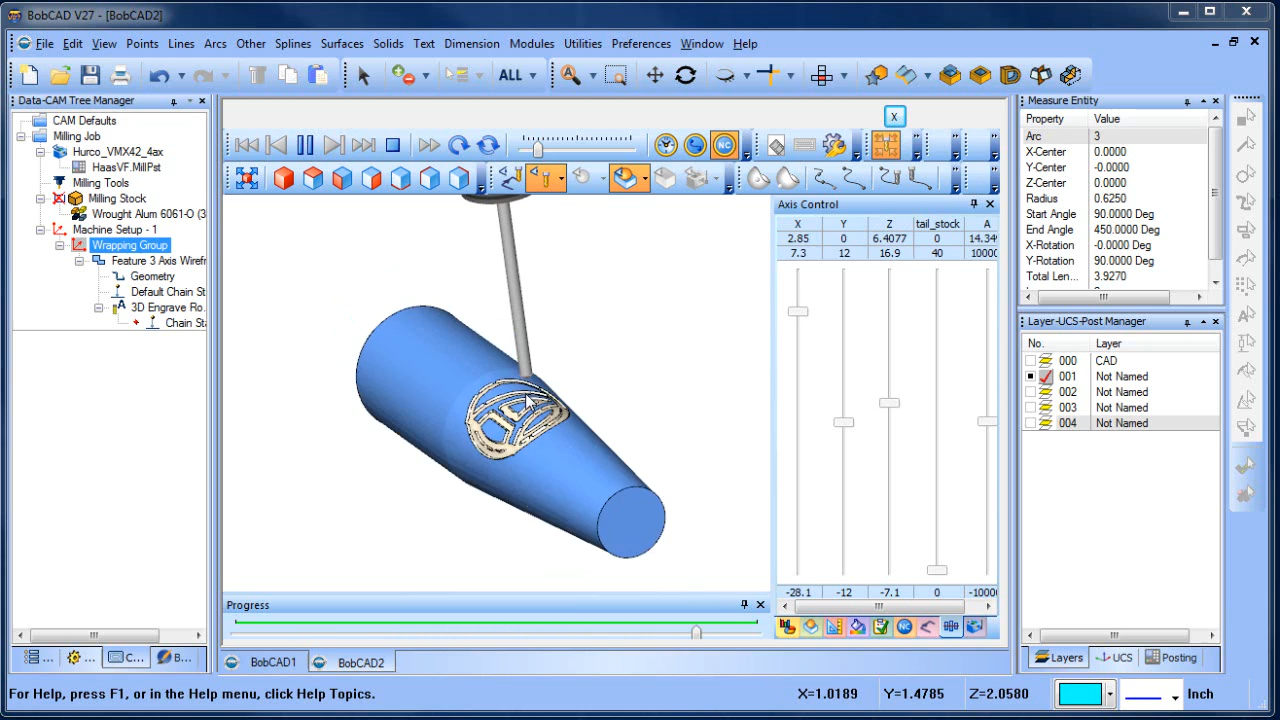 BobCAD V27 - [BobCAD2]
File Edit View Points Lines Arcs Other Splines Surfaces Solids Text Dimension Modules Utilities Preferences Window Help
ALL
Data-CAM Tree Manager
CAM Defaults
Milling Job
Hurco_VMX42_4ax
HaasVF.MillPst
Milling Tools
Milling Stock
Wrought Alum 6061-O (3
Machine Setup - 1
Wrapping Group
Feature 3 Axis Wirefr
Geometry
Default Chain St
3D Engrave Ro
Chain Sta
C...
B...
X
NC
Axis Control
X Y Z tail_stock A
2.85 0 6.4077 0 14.349
7.3 12 16.9 40 10000
-28.1 -12 -7.1 0 -10000
NC
Progress
BobCAD1 BobCAD2
Measure Entity
Property Value
Arc 3
X-Center 0.0000
Y-Center -0.0000
Z-Center 0.0000
Radius 0.6250
Start Angle 90.0000 Deg
End Angle 450.0000 Deg
X-Rotation -0.0000 Deg
Y-Rotation 90.0000 Deg
Total Len... 3.9270
Layer-UCS-Post Manager
No. Layer
000 CAD
001 Not Named
002 Not Named
003 Not Named
004 Not Named
Layers UCS Posting
For Help, press F1, or in the Help menu, click Help Topics.
X=1.0189 Y=1.4785 Z=2.0580 Inch